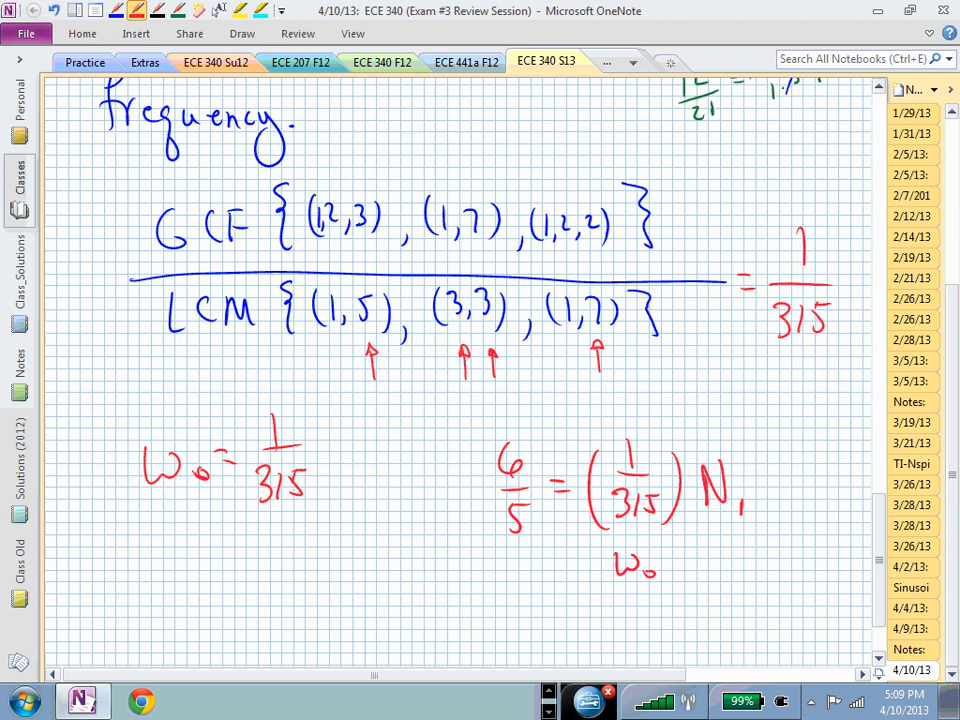 4/10/13: ECE 340 (Exam #3 Review Session) - Microsoft OneNote
File Home Insert Share Draw Review View
Practice Extras ECE 340 Su12 ECE 207 F12 ECE 340 F12 ECE 441a F12 ECE 340 S13 ... Search All Notebooks (Ctrl+E)
Personal
Classes
Class_Solutions
Notes
Solutions (2012)
Class Old
12/21 =
frequency.
GCF {(1,2,3), (1,7), (1,2,2)}
LCM {(1,5), (3,3), (1,7)}
= 1/315
ω₀ = 1/315
6/5 = (1/315) N₁
ω₀
N...
1/29/13
1/31/13
2/5/13:
2/5/13:
2/7/201
2/12/13
2/14/13
2/19/13
2/21/13
2/26/13
2/26/13
2/28/13
3/5/13:
3/5/13:
Notes:
3/19/13
3/21/13
TI-Nspi
3/26/13
3/28/13
3/28/13
3/26/13
4/2/13:
Sinusoi
4/4/13:
4/9/13:
Notes:
4/10/13
99%
5:09 PM
4/10/2013